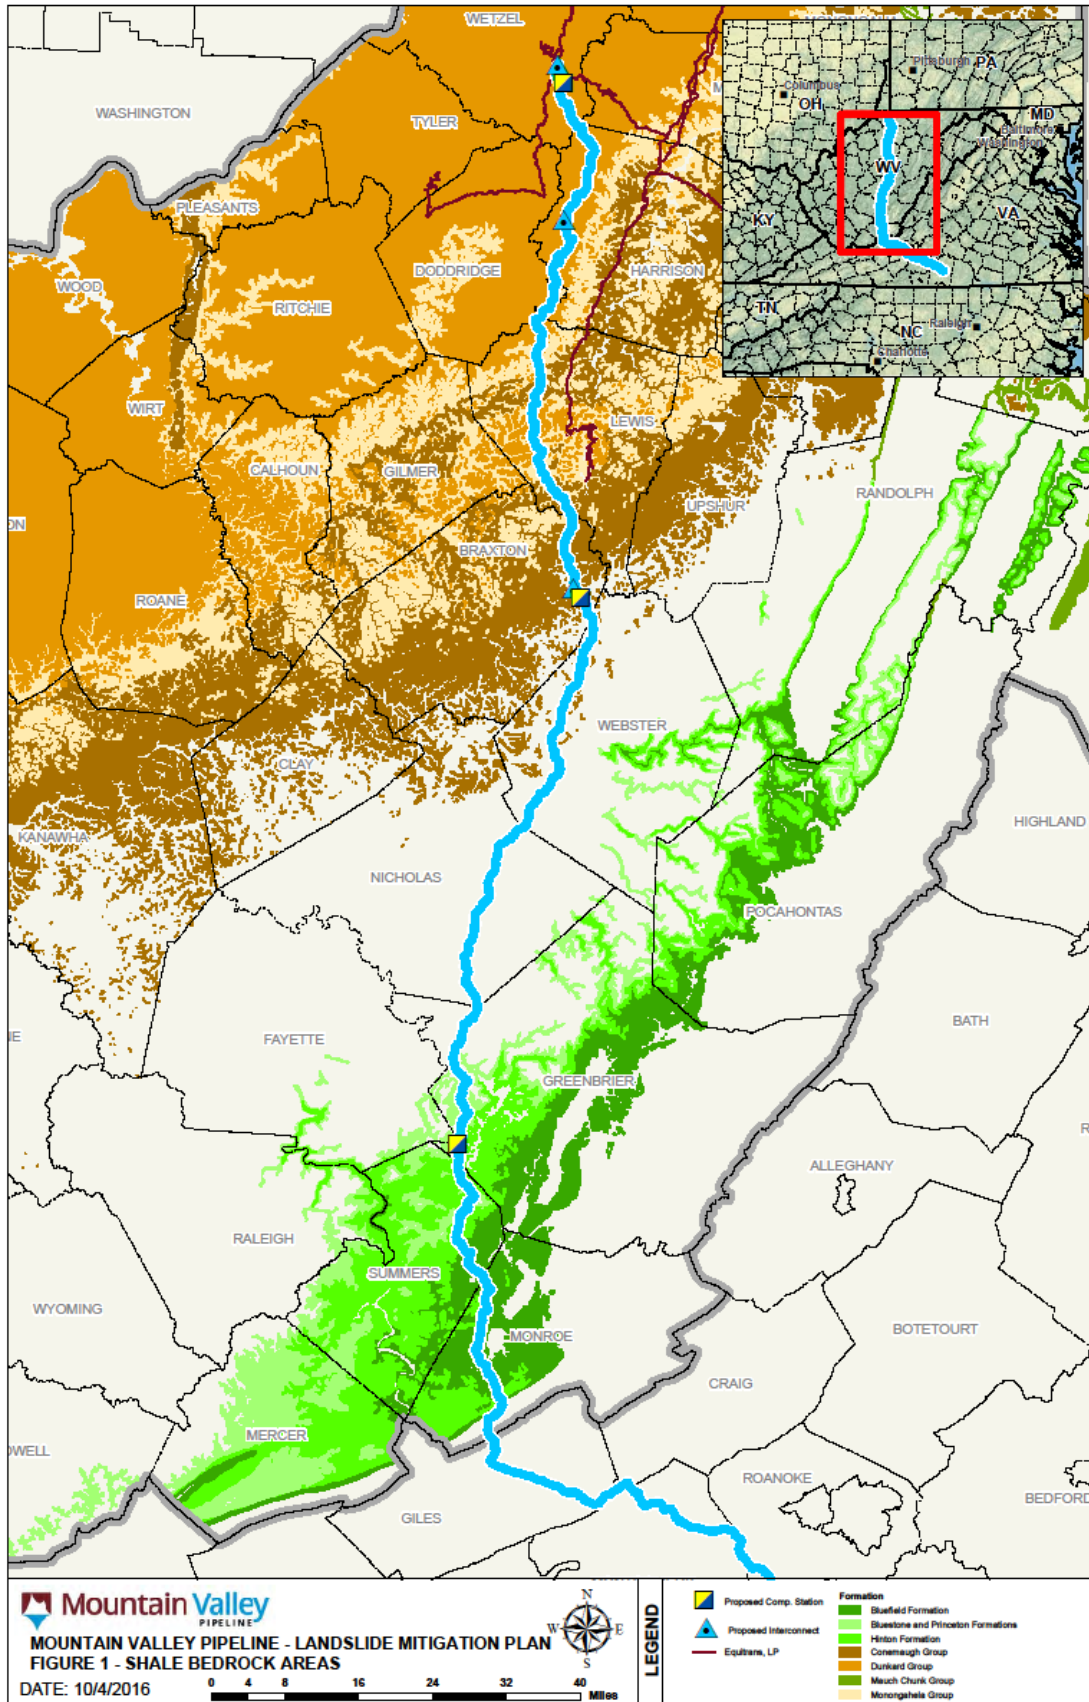 WETZEL
WASHINGTON
TYLER
PLEASANTS
WOOD
DODDRIDGE
HARRISON
RITCHIE
WIRT
LEWIS
CALHOUN
GILMER
RANDOLPH
UPSHUR
BRAXTON
ROANE
WEBSTER
CLAY
HIGHLAND
KANAWHA
NICHOLAS
POCAHONTAS
BATH
FAYETTE
GREENBRIER
ALLEGHANY
RALEIGH
SUMMERS
WYOMING
BOTETOURT
MONROE
CRAIG
MERCER
OWELL
ROANOKE
BEDFORD
GILES
Pittsburgh
PA
Columbus
OH
MD
Baltimore
Washington
WV
KY
VA
TN
NC
Raleigh
Charlotte
Mountain Valley
PIPELINE
MOUNTAIN VALLEY PIPELINE - LANDSLIDE MITIGATION PLAN
FIGURE 1 - SHALE BEDROCK AREAS
DATE: 10/4/2016
0 4 8 16 24 32 40
Miles
N
W E
S
LEGEND
Proposed Comp. Station
Proposed Interconnect
Equitrans, LP
Formation
Bluefield Formation
Bluestone and Princeton Formations
Hinton Formation
Conemaugh Group
Dunkard Group
Mauch Chunk Group
Monongahela Group